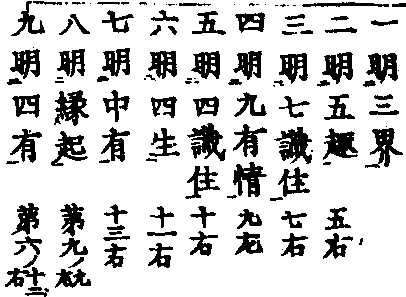 一明三界
二明五趣 五右
三明七識住 七右
四明九有情 九右
五明四識住 十右
六明四生 十一右
七明中有 十三右
八明縁起 第九ノ九右
九明四有 第六ノ十二右